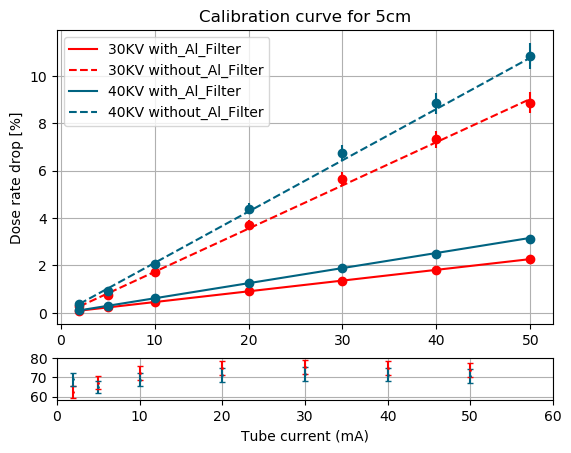 Calibration curve for 5cm
30KV with_Al_Filter
30KV without_Al_Filter
40KV with_Al_Filter
40KV without_Al_Filter
Dose rate drop [%]
10
8
6
4
2
0
0 10 20 30 40 50
80
70
60
0 10 20 30 40 50 60
Tube current (mA)